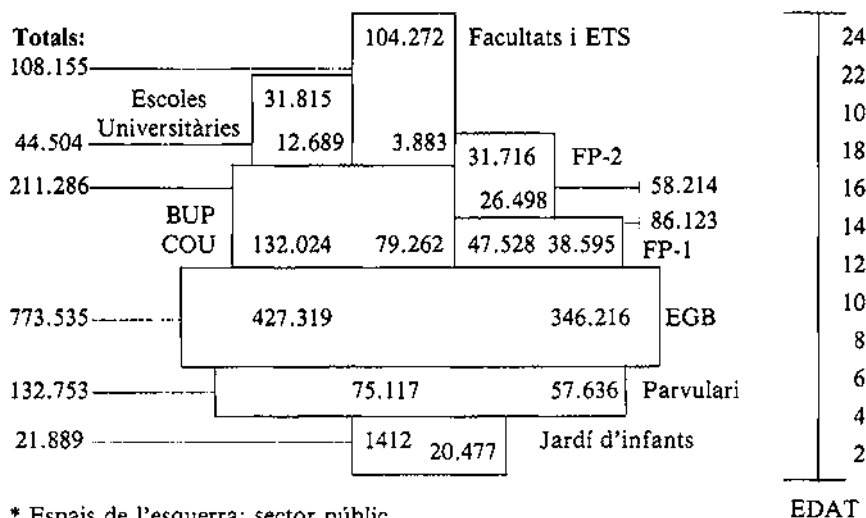 Totals:
104.272 Facultats i ETS 24
108.155
22
Escoles 31.815
Universitàries
10
44.504 12.689 3.883 31.716 FP-2 18
211.286 26.498 58.214 16
BUP 86.123
COU 132.024 79.262 47.528 38.595 FP-1 14
12
773.535 427.319 346.216 EGB 10
8
132.753 75.117 57.636 Parvulari 6
4
21.889 1412 20.477 Jardí d'infants 2
* Espais de l'esquerra: sector públic
EDAT